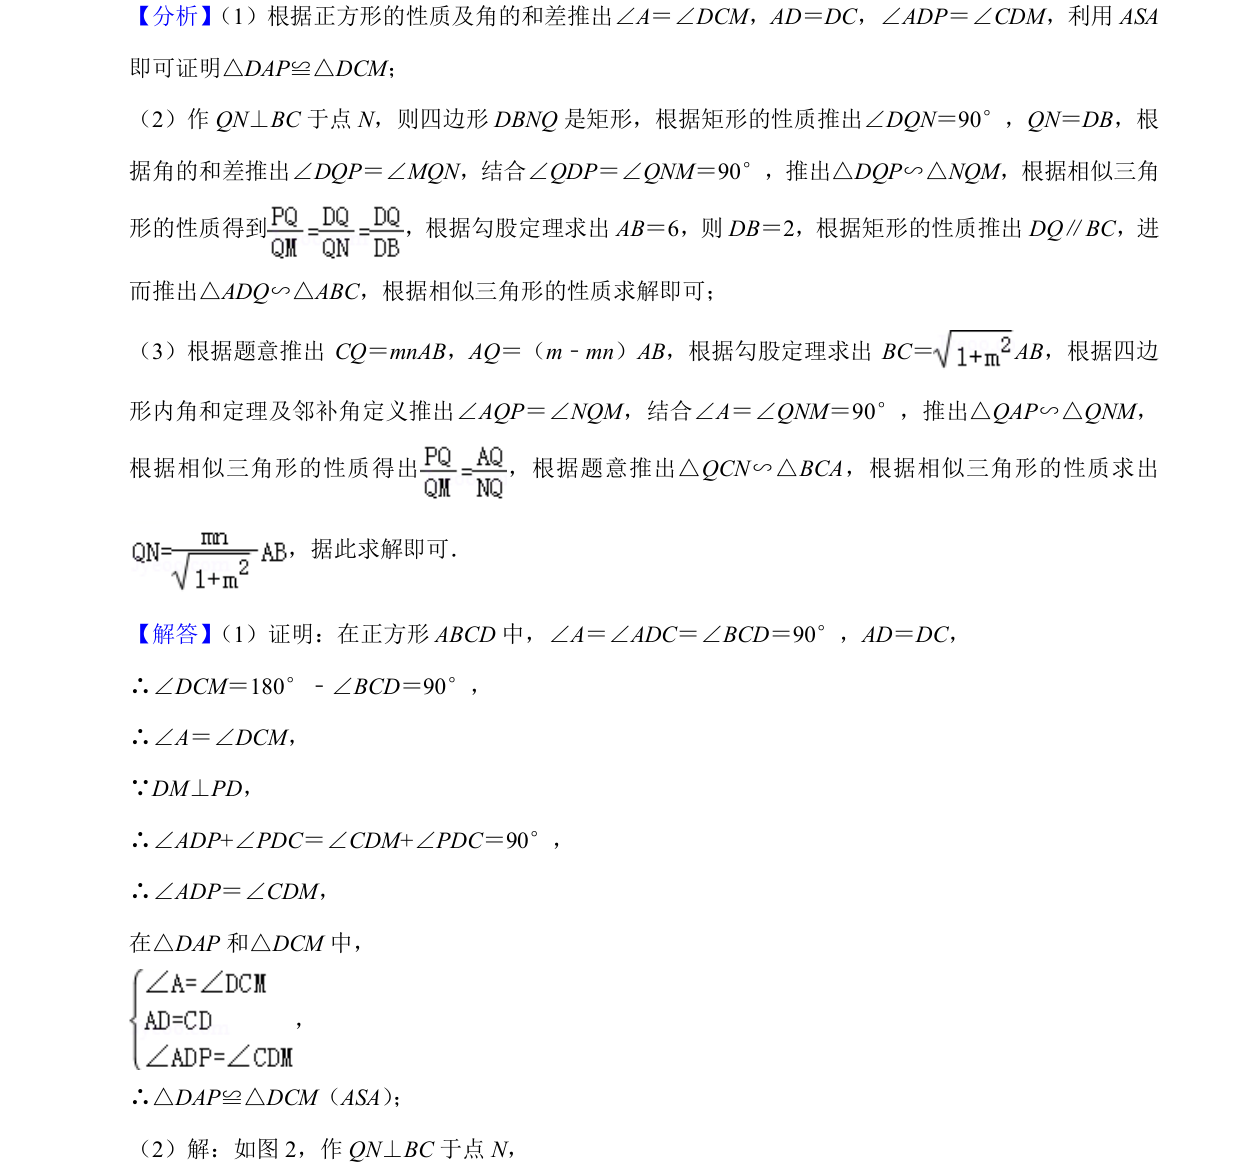 【分析】（1）根据正方形的性质及角的和差推出∠A＝∠DCM，AD＝DC，∠ADP＝∠CDM，利用 ASA
即可证明△DAP≌△DCM；
（2）作 QN⊥BC 于点 N，则四边形 DBNQ 是矩形，根据矩形的性质推出∠DQN＝90°，QN＝DB，根
据角的和差推出∠DQP＝∠MQN，结合∠QDP＝∠QNM＝90°，推出△DQP∽△NQM，根据相似三角
形的性质得到PQ/QM=DQ/QN=DQ/DB，根据勾股定理求出 AB＝6，则 DB＝2，根据矩形的性质推出 DQ∥BC，进
而推出△ADQ∽△ABC，根据相似三角形的性质求解即可；
（3）根据题意推出 CQ＝mnAB，AQ＝（m﹣mn）AB，根据勾股定理求出 BC＝√(1+m²)AB，根据四边
形内角和定理及邻补角定义推出∠AQP＝∠NQM，结合∠A＝∠QNM＝90°，推出△QAP∽△QNM，
根据相似三角形的性质得出PQ/QM=AQ/NQ，根据题意推出△QCN∽△BCA，根据相似三角形的性质求出
QN=mn/√(1+m²)AB，据此求解即可．
【解答】（1）证明：在正方形 ABCD 中，∠A＝∠ADC＝∠BCD＝90°，AD＝DC，
∴∠DCM＝180°﹣∠BCD＝90°，
∴∠A＝∠DCM，
∵DM⊥PD，
∴∠ADP+∠PDC＝∠CDM+∠PDC＝90°，
∴∠ADP＝∠CDM，
在△DAP 和△DCM 中，
∠A=∠DCM
AD=CD，
∠ADP=∠CDM
∴△DAP≌△DCM（ASA）；
（2）解：如图 2，作 QN⊥BC 于点 N，